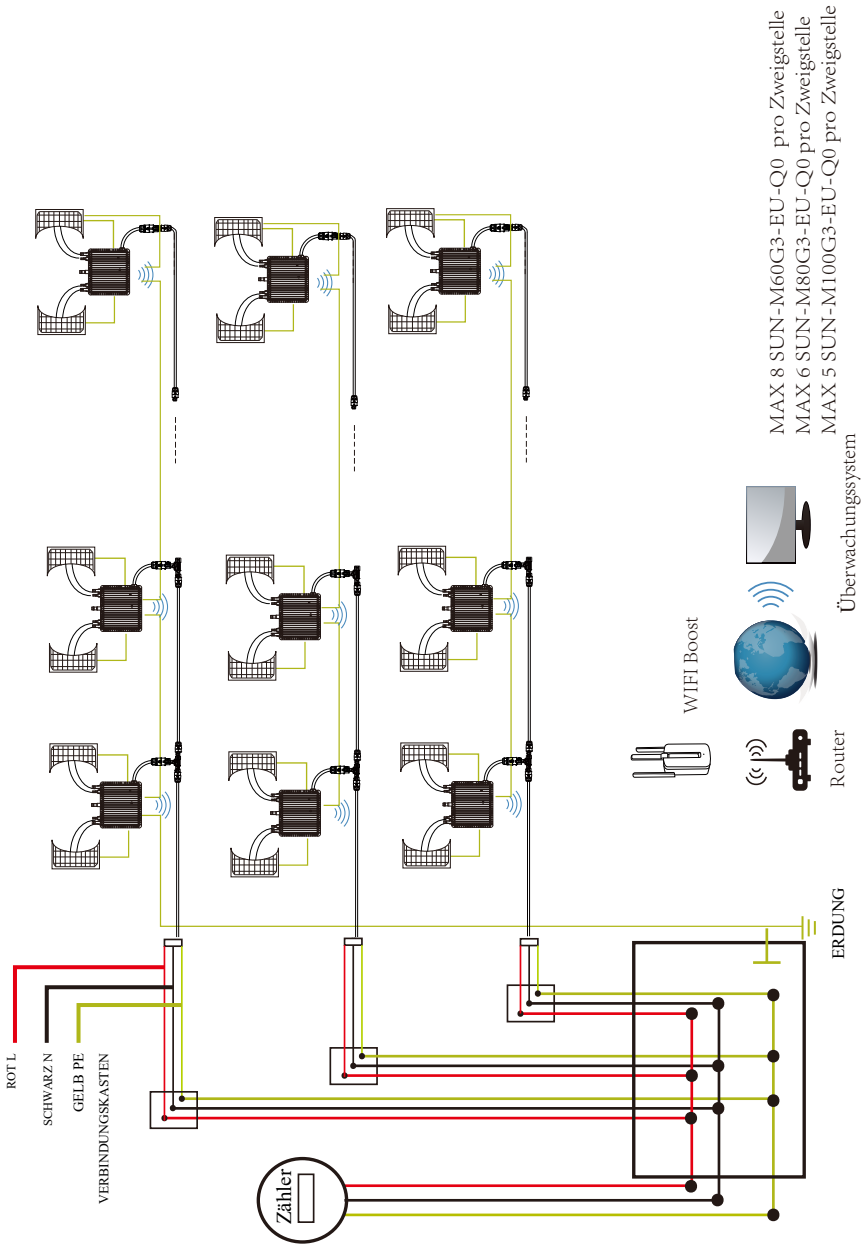 ROT L
SCHWARZ N
GELB PE
VERBINDUNGSKASTEN
Zähler
ERDUNG
WIFI Boost
Router
Überwachungssystem
MAX 8 SUN-M60G3-EU-Q0 pro Zweigstelle
MAX 6 SUN-M80G3-EU-Q0 pro Zweigstelle
MAX 5 SUN-M100G3-EU-Q0 pro Zweigstelle